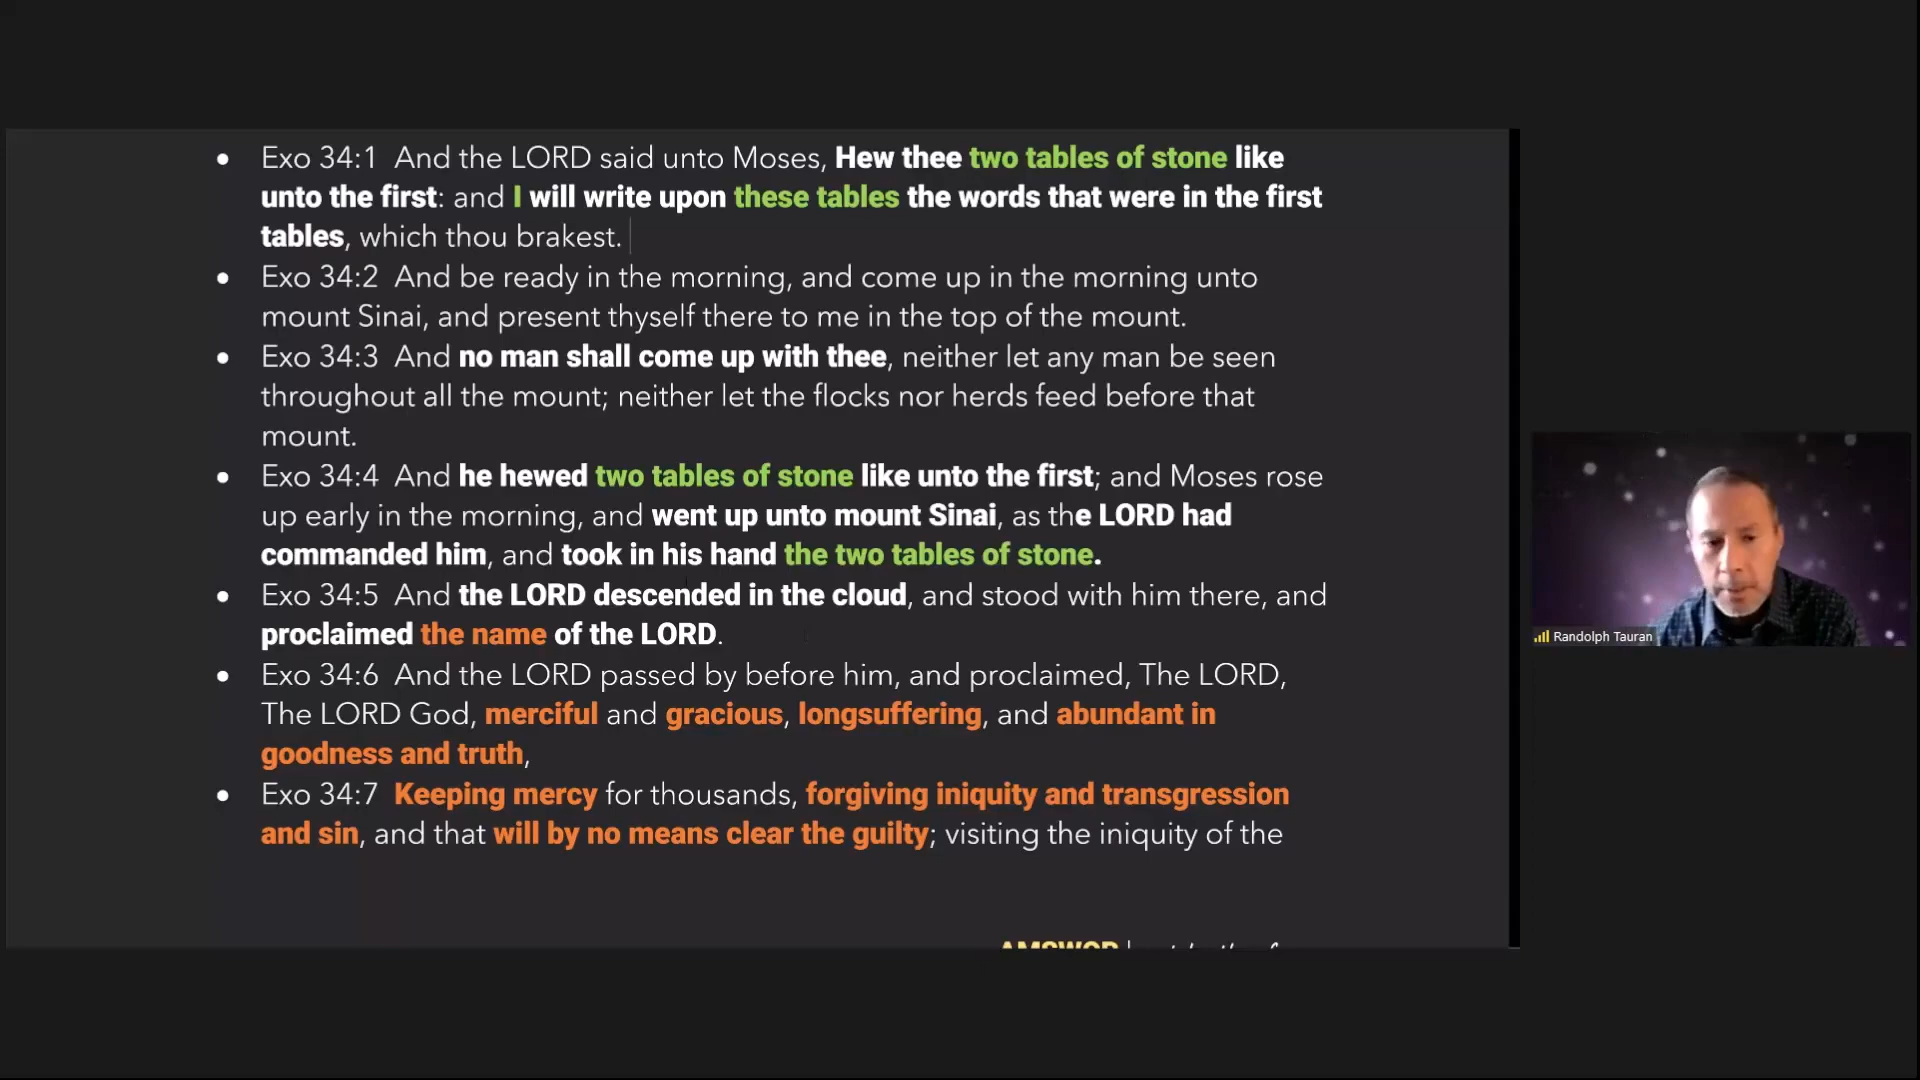 • Exo 34:1 And the LORD said unto Moses, Hew thee two tables of stone like
unto the first: and I will write upon these tables the words that were in the first
tables, which thou brakest.
• Exo 34:2 And be ready in the morning, and come up in the morning unto
mount Sinai, and present thyself there to me in the top of the mount.
• Exo 34:3 And no man shall come up with thee, neither let any man be seen
throughout all the mount; neither let the flocks nor herds feed before that
mount.
• Exo 34:4 And he hewed two tables of stone like unto the first; and Moses rose
up early in the morning, and went up unto mount Sinai, as the LORD had
commanded him, and took in his hand the two tables of stone.
• Exo 34:5 And the LORD descended in the cloud, and stood with him there, and
proclaimed the name of the LORD.
• Exo 34:6 And the LORD passed by before him, and proclaimed, The LORD,
The LORD God, merciful and gracious, longsuffering, and abundant in
goodness and truth,
• Exo 34:7 Keeping mercy for thousands, forgiving iniquity and transgression
and sin, and that will by no means clear the guilty; visiting the iniquity of the
Randolph Tauran